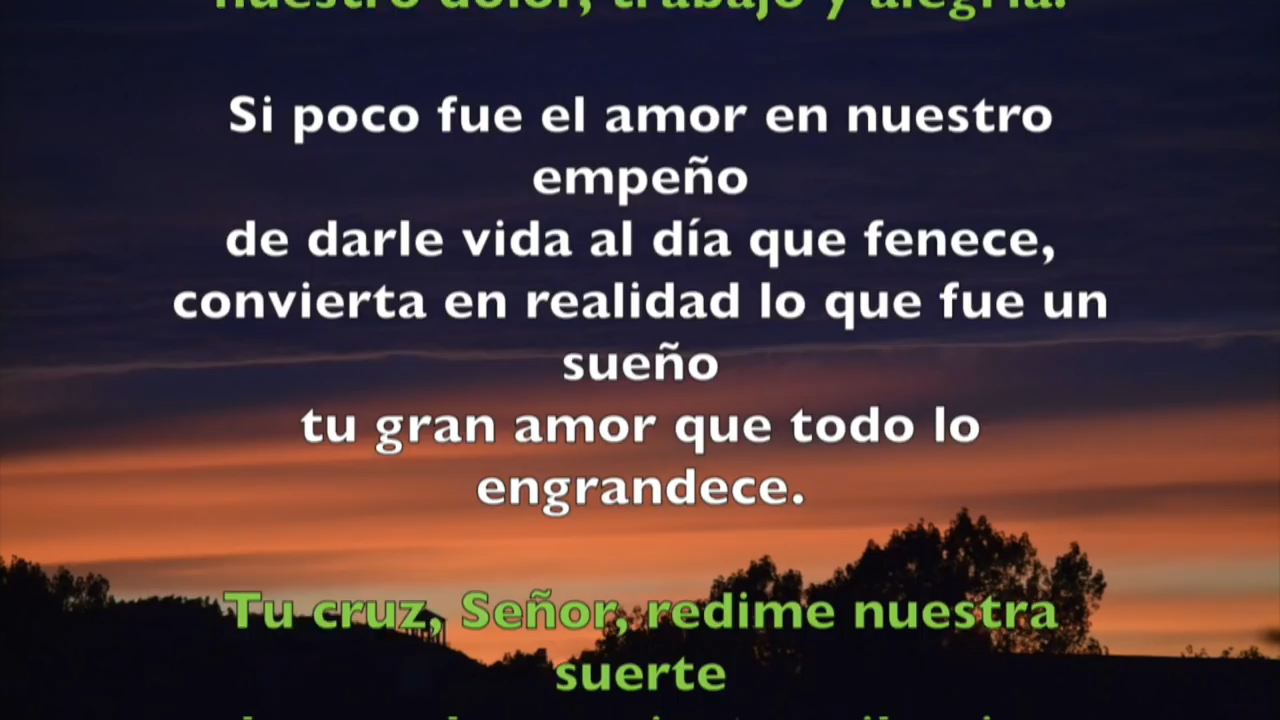 nuestro dolor, trabajo y alegría.
Si poco fue el amor en nuestro
empeño
de darle vida al día que fenece,
convierta en realidad lo que fue un
sueño
tu gran amor que todo lo
engrandece.
Tu cruz, Señor, redime nuestra
suerte